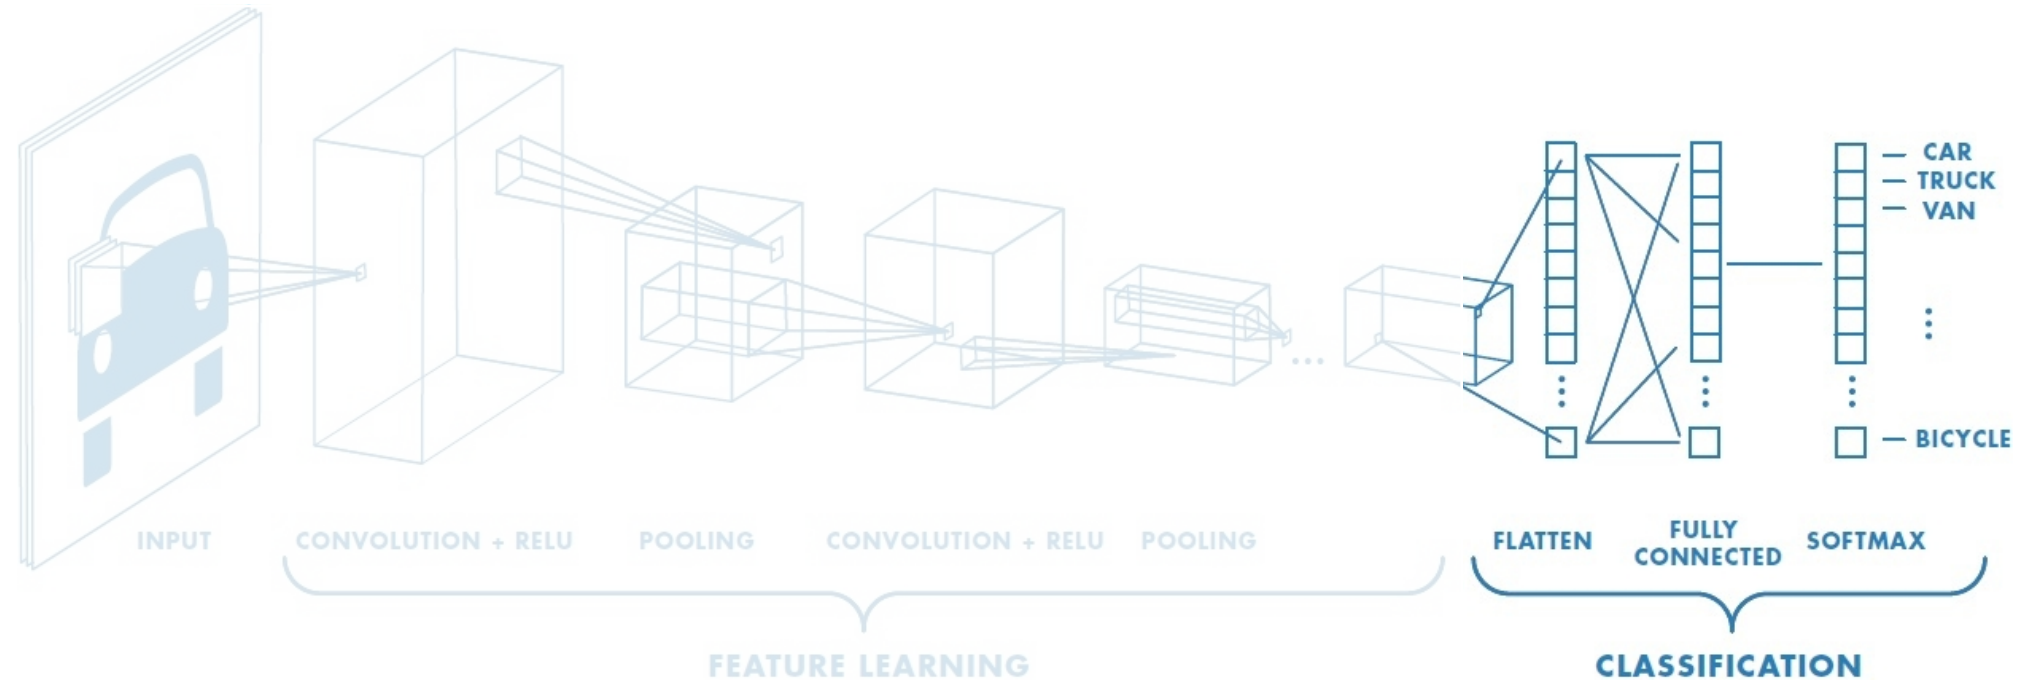 CAR
TRUCK
VAN
BICYCLE
INPUT
CONVOLUTION + RELU
POOLING
CONVOLUTION + RELU
POOLING
FLATTEN
FULLY
CONNECTED
SOFTMAX
FEATURE LEARNING
CLASSIFICATION